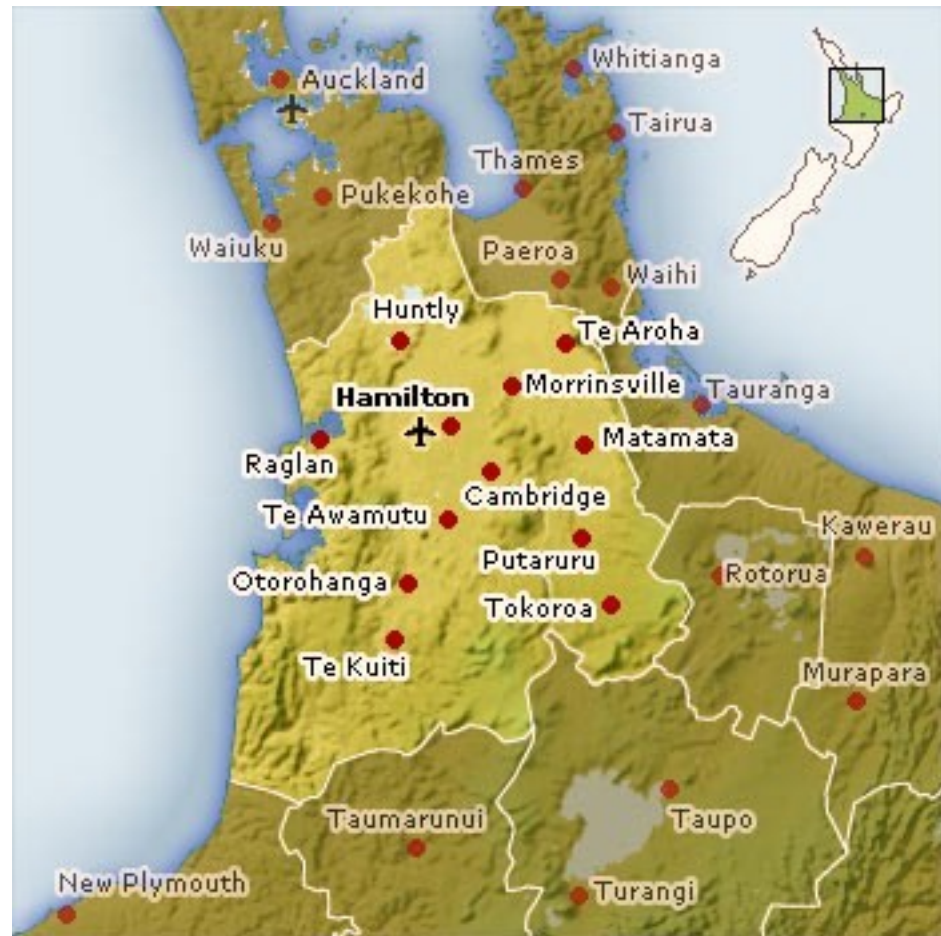 Whitianga
Auckland
Tairua
Thames
Pukekohe
Waiuku
Paeroa
Waihi
Huntly
Te Aroha
Morrinsville
Tauranga
Hamilton
Matamata
Raglan
Cambridge
Te Awamutu
Kawerau
Putaruru
Rotorua
Otorohanga
Tokoroa
Te Kuiti
Murapara
Taumarunui
Taupo
New Plymouth
Turangi